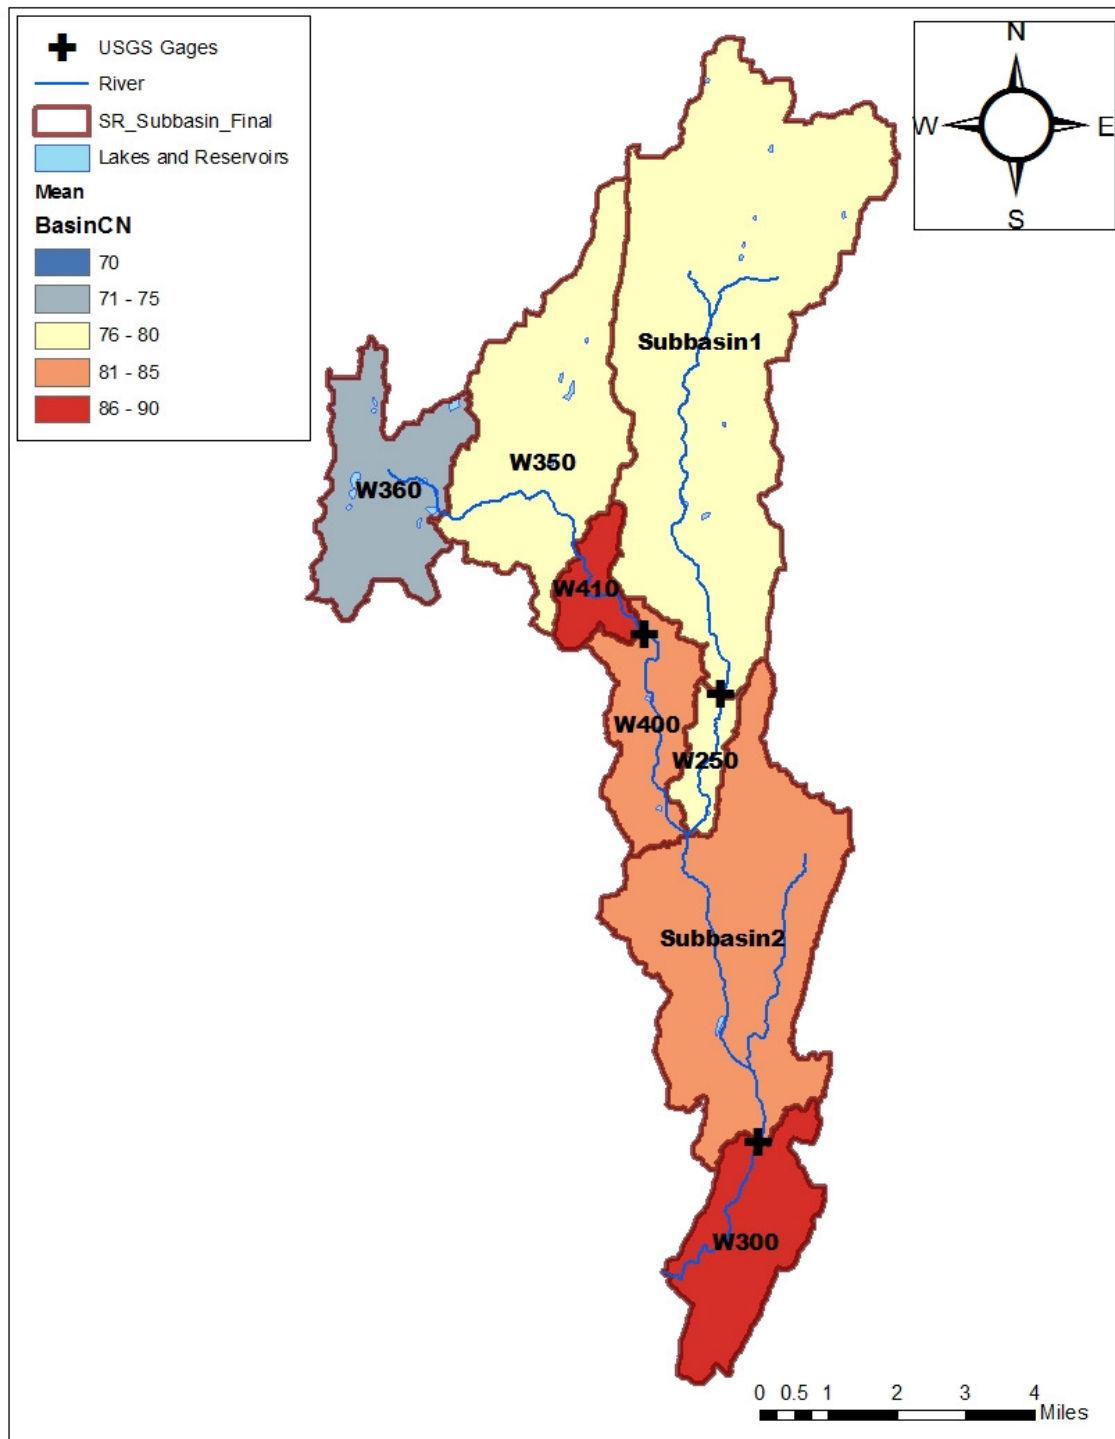 USGS Gages
River
SR_Subbasin_Final
Lakes and Reservoirs
Mean
BasinCN
70
71 - 75
76 - 80
81 - 85
86 - 90
N
W
E
S
Subbasin1
W350
W360
W410
W400
W250
Subbasin2
W300
0 0.5 1 2 3 4
Miles